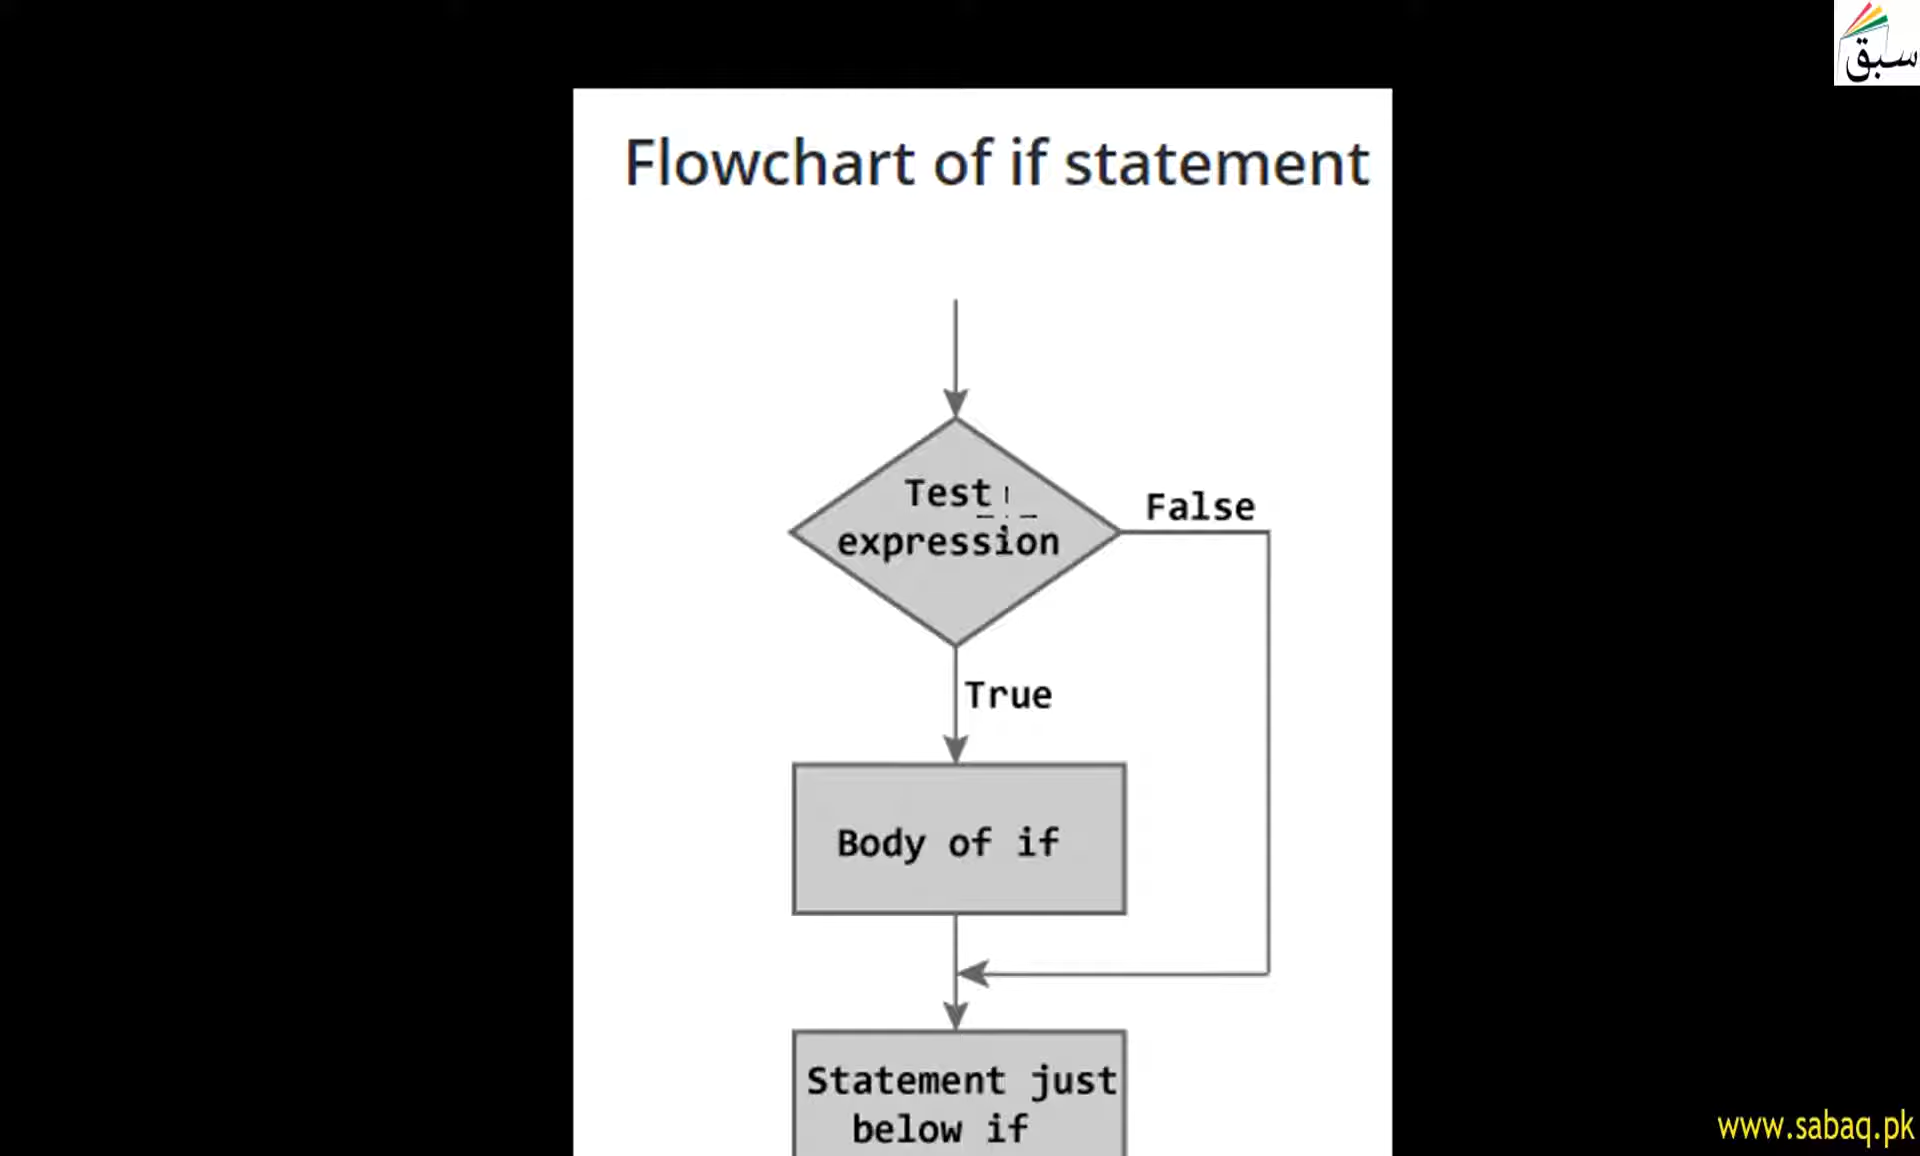 سبق
Flowchart of if statement
Test
expression
False
True
Body of if
Statement just
below if
www.sabaq.pk